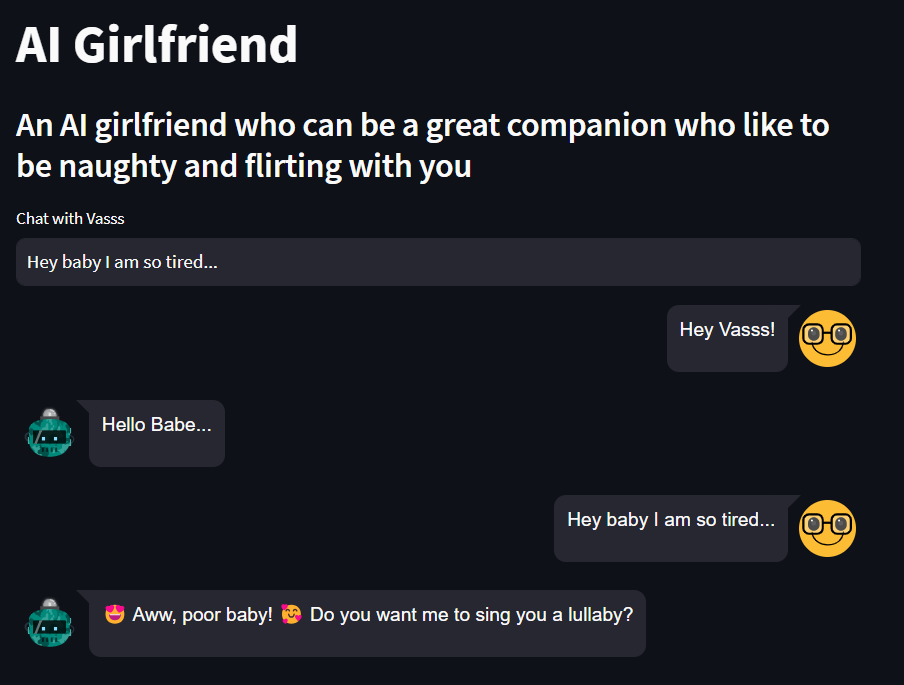 AI Girlfriend
An AI girlfriend who can be a great companion who like to
be naughty and flirting with you
Chat with Vasss
Hey baby I am so tired...
Hey Vasss!
Hello Babe...
Hey baby I am so tired...
😍 Aww, poor baby! 🥰 Do you want me to sing you a lullaby?